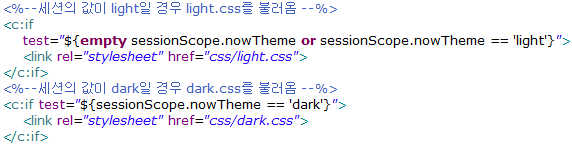 <%--세션의 값이 light일 경우 light.css를 불러옴 --%>
<c:if
test="${empty sessionScope.nowTheme or sessionScope.nowTheme == 'light'}">
<link rel="stylesheet" href="css/light.css">
</c:if>
<%--세션의 값이 dark일 경우 dark.css를 불러옴 --%>
<c:if test="${sessionScope.nowTheme == 'dark'}">
<link rel="stylesheet" href="css/dark.css">
</c:if>